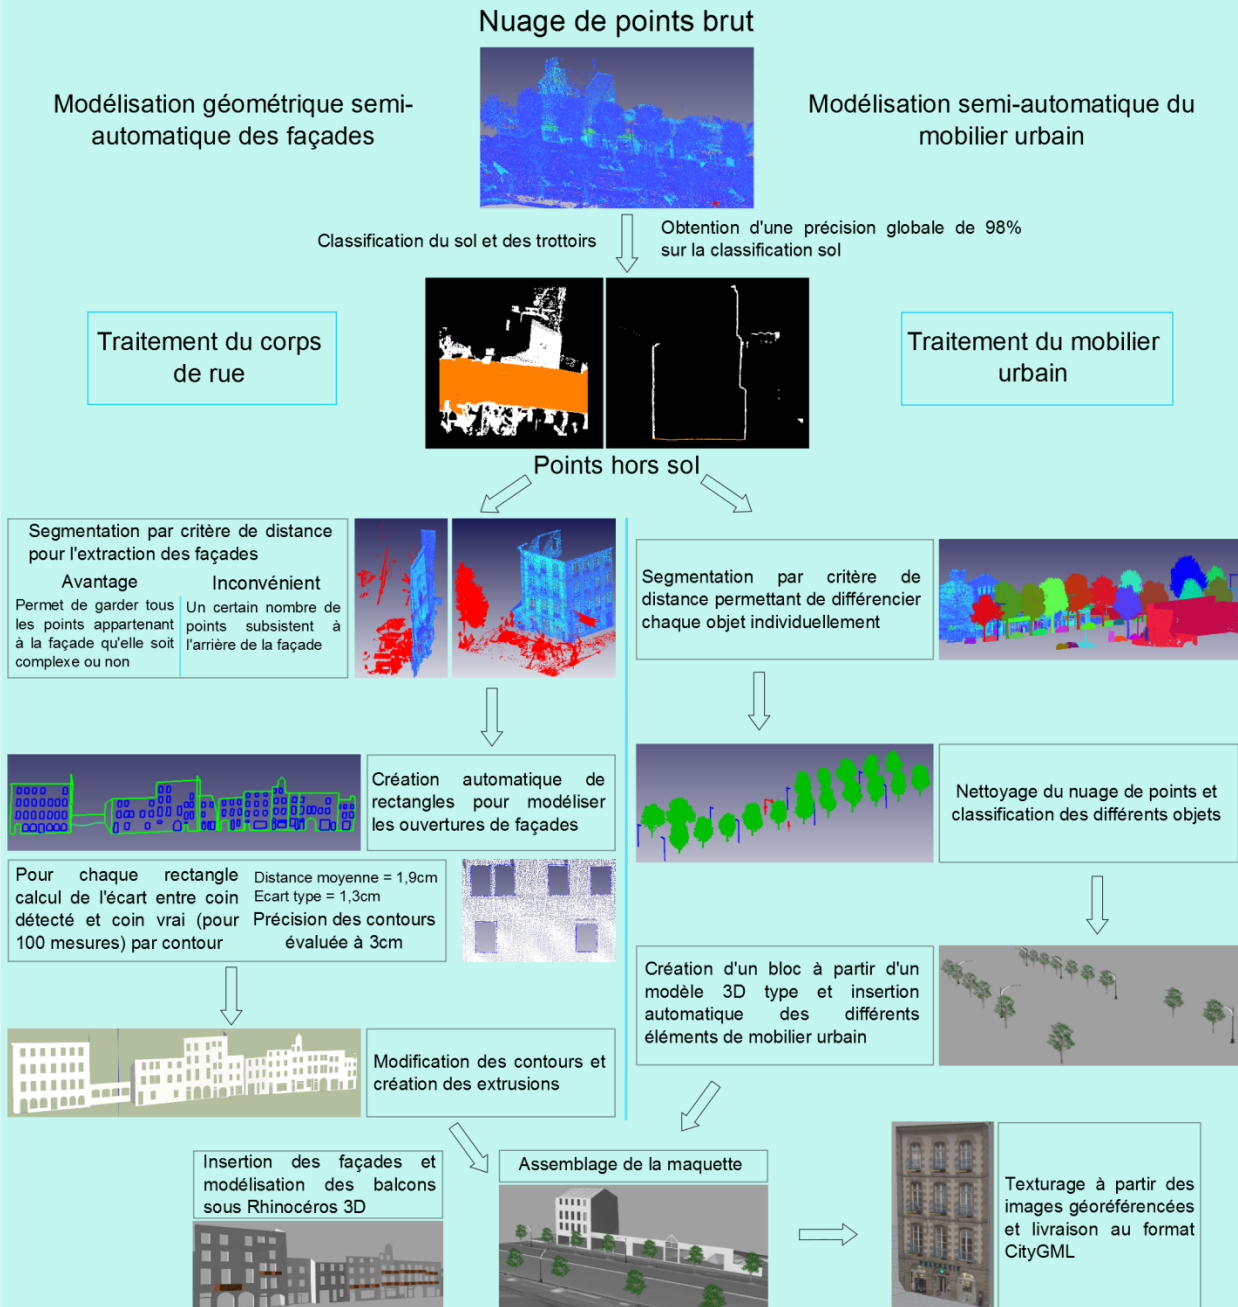 Nuage de points brut
Modélisation géométrique semi-
automatique des façades
Modélisation semi-automatique du
mobilier urbain
Classification du sol et des trottoirs
Obtention d'une précision globale de 98%
sur la classification sol
Traitement du corps
de rue
Traitement du mobilier
urbain
Points hors sol
Segmentation par critère de distance
pour l'extraction des façades
Avantage
Permet de garder tous
les points appartenant
à la façade qu'elle soit
complexe ou non
Inconvénient
Un certain nombre de
points subsistent à
l'arrière de la façade
Segmentation par critère de
distance permettant de différencier
chaque objet individuellement
Création automatique de
rectangles pour modéliser
les ouvertures de façades
Nettoyage du nuage de points et
classification des différents objets
Pour chaque rectangle
calcul de l'écart entre coin
détecté et coin vrai (pour
100 mesures) par contour
Distance moyenne = 1,9cm
Ecart type = 1,3cm
Précision des contours
évaluée à 3cm
Création d'un bloc à partir d'un
modèle 3D type et insertion
automatique des différents
éléments de mobilier urbain
Modification des contours et
création des extrusions
Insertion des façades et
modélisation des balcons
sous Rhinocéros 3D
Assemblage de la maquette
Texturage à partir des
images géoréférencées
et livraison au format
CityGML